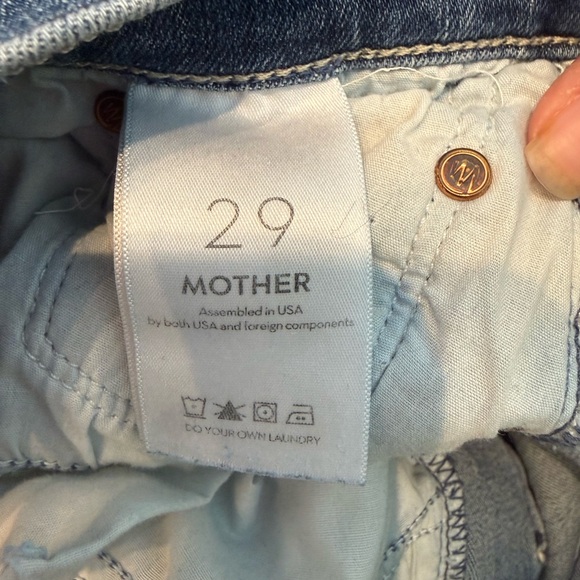 29
MOTHER
Assembled in USA
by both USA and foreign components
DO YOUR OWN LAUNDRY